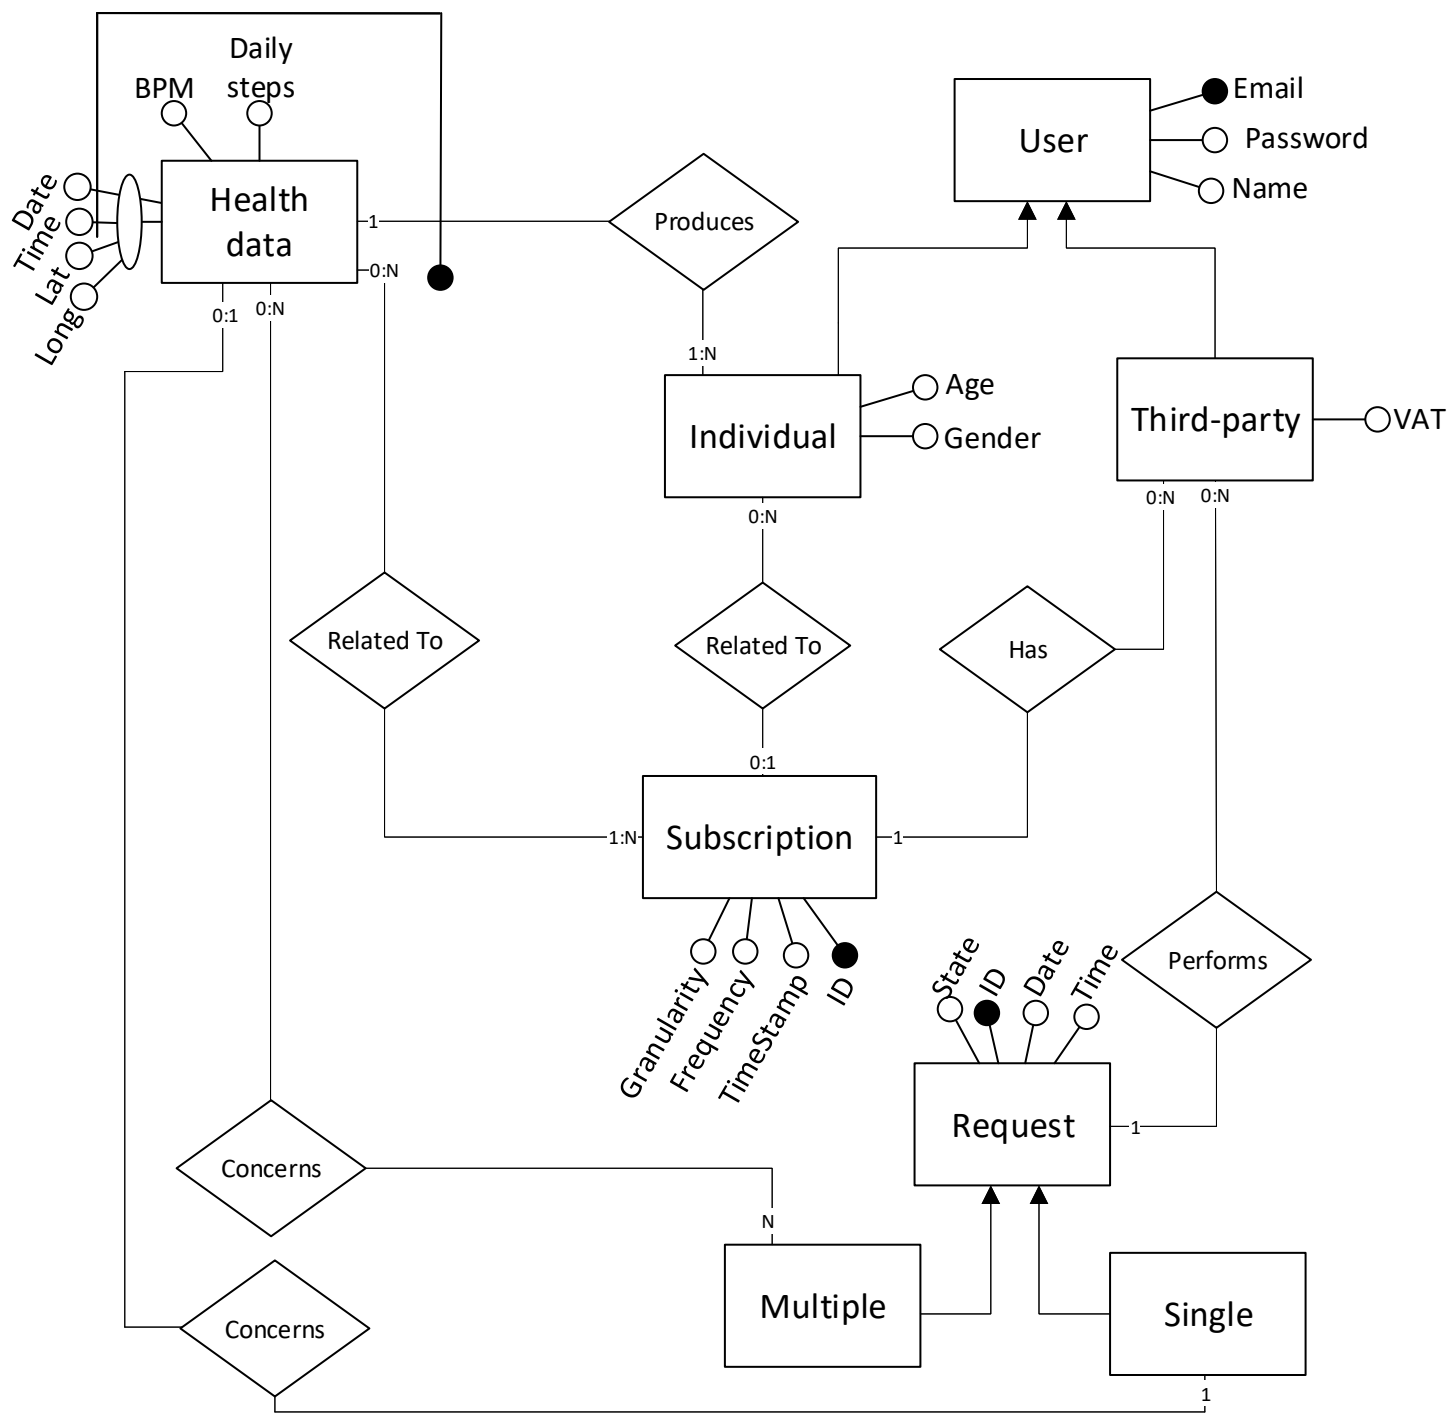 Daily
steps
BPM
Email
User
Password
Name
Date
Time
Lat
Long
Health
data
1
0:N
0:1
0:N
Produces
1:N
Age
Individual
Gender
Third-party
VAT
0:N
0:N
0:N
Related To
Related To
Has
0:1
1:N
Subscription
1
Granularity
Frequency
TimeStamp
ID
State
ID
Date
Time
Performs
Request
1
Concerns
N
Multiple
Single
Concerns
1